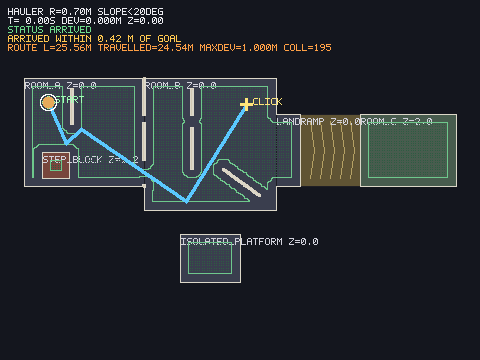 HAULER R=0.70M SLOPE<20DEG
T= 0.00S DEV=0.000M Z=0.00
STATUS ARRIVED
ARRIVED WITHIN 0.42 M OF GOAL
ROUTE L=25.56M TRAVELLED=24.54M MAXDEV=1.000M COLL=195
ROOM_A Z=0.0
ROOM_B Z=0.0
START
CLICK
LANDRAMP Z=0.0
ROOM_C Z=2.0
STEP_BLOCK Z=1.2
ISOLATED_PLATFORM Z=0.0